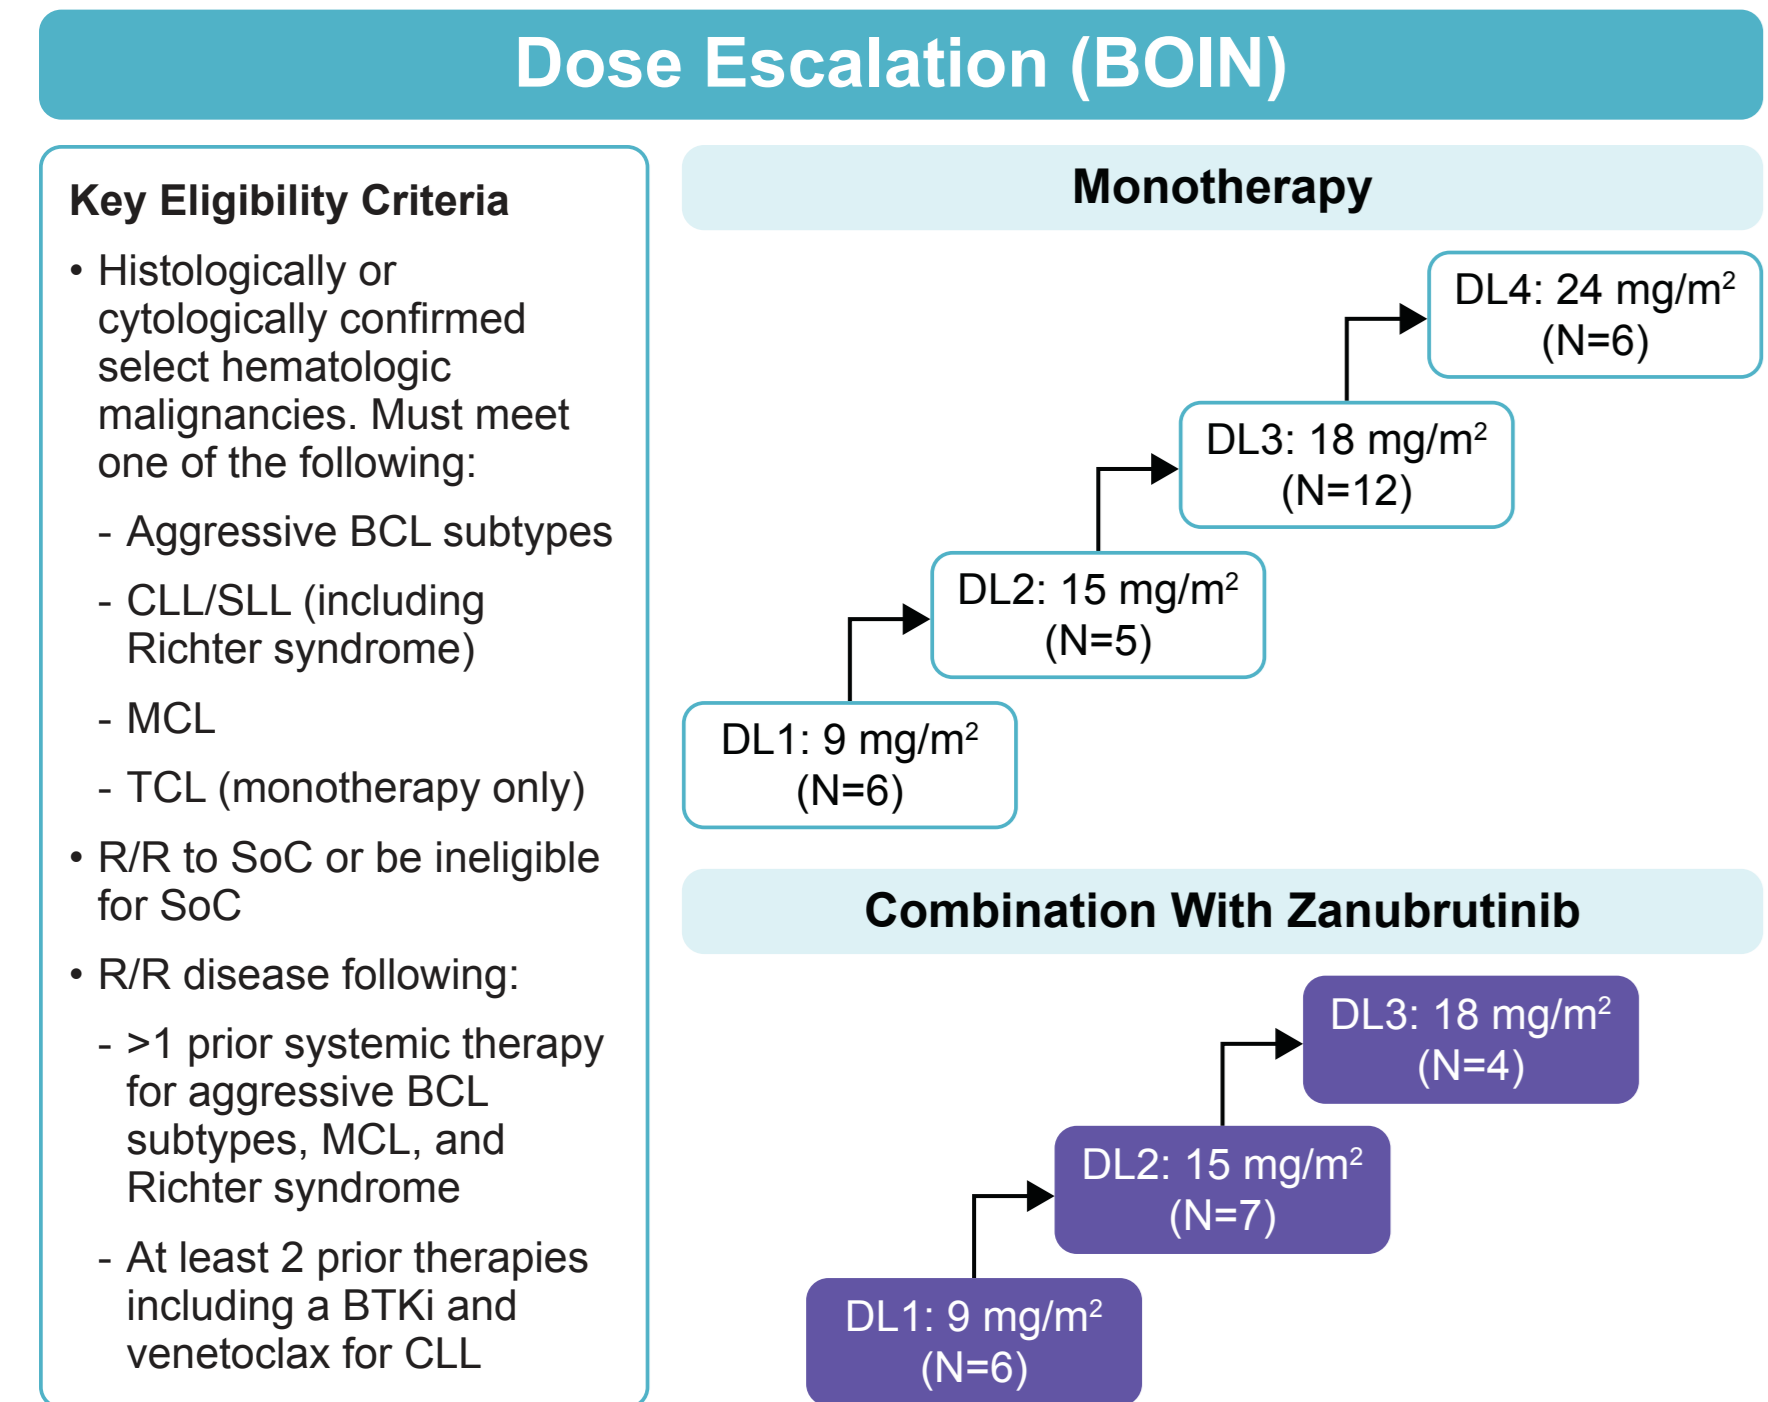 Dose Escalation (BOIN)
Key Eligibility Criteria
• Histologically or
cytologically confirmed
select hematologic
malignancies. Must meet
one of the following:
- Aggressive BCL subtypes
- CLL/SLL (including
Richter syndrome)
- MCL
- TCL (monotherapy only)
• R/R to SoC or be ineligible
for SoC
• R/R disease following:
- >1 prior systemic therapy
for aggressive BCL
subtypes, MCL, and
Richter syndrome
- At least 2 prior therapies
including a BTKi and
venetoclax for CLL
Monotherapy
DL4: 24 mg/m²
(N=6)
DL3: 18 mg/m²
(N=12)
DL2: 15 mg/m²
(N=5)
DL1: 9 mg/m²
(N=6)
Combination With Zanubrutinib
DL3: 18 mg/m²
(N=4)
DL2: 15 mg/m²
(N=7)
DL1: 9 mg/m²
(N=6)